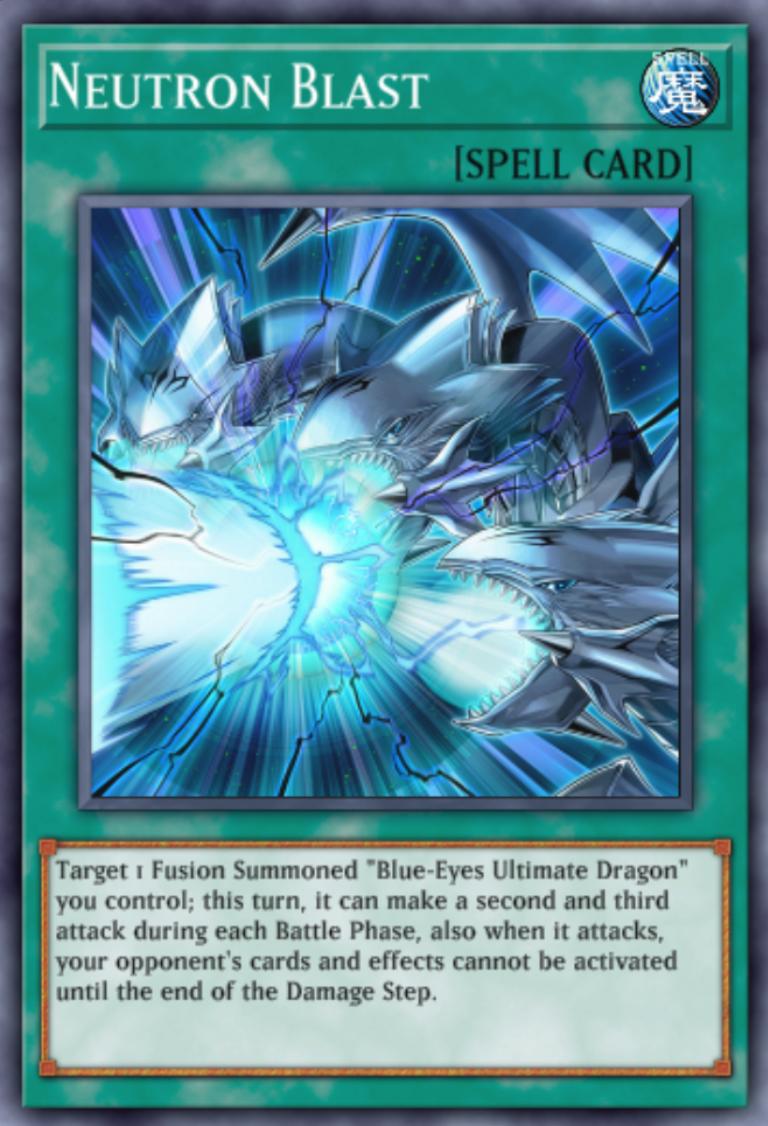 NEUTRON BLAST
SPELL
魔
[SPELL CARD]
Target 1 Fusion Summoned "Blue-Eyes Ultimate Dragon"
you control; this turn, it can make a second and third
attack during each Battle Phase, also when it attacks,
your opponent's cards and effects cannot be activated
until the end of the Damage Step.